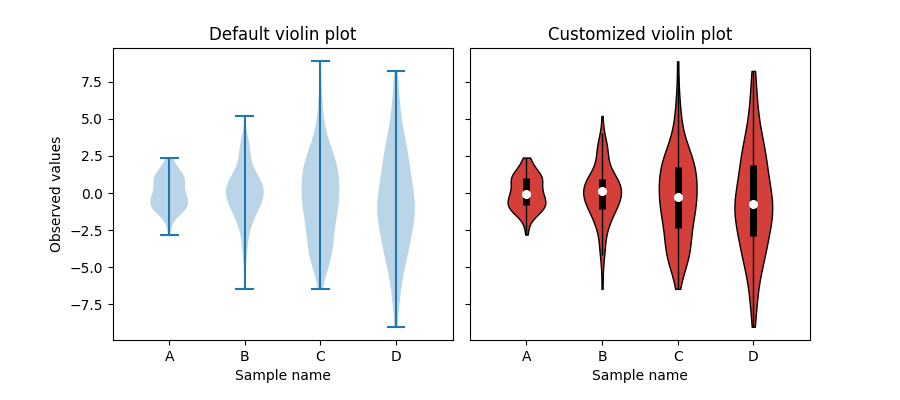 Default violin plot
Customized violin plot
Observed values
7.5
5.0
2.5
0.0
−2.5
−5.0
−7.5
A B C D
A B C D
Sample name
Sample name